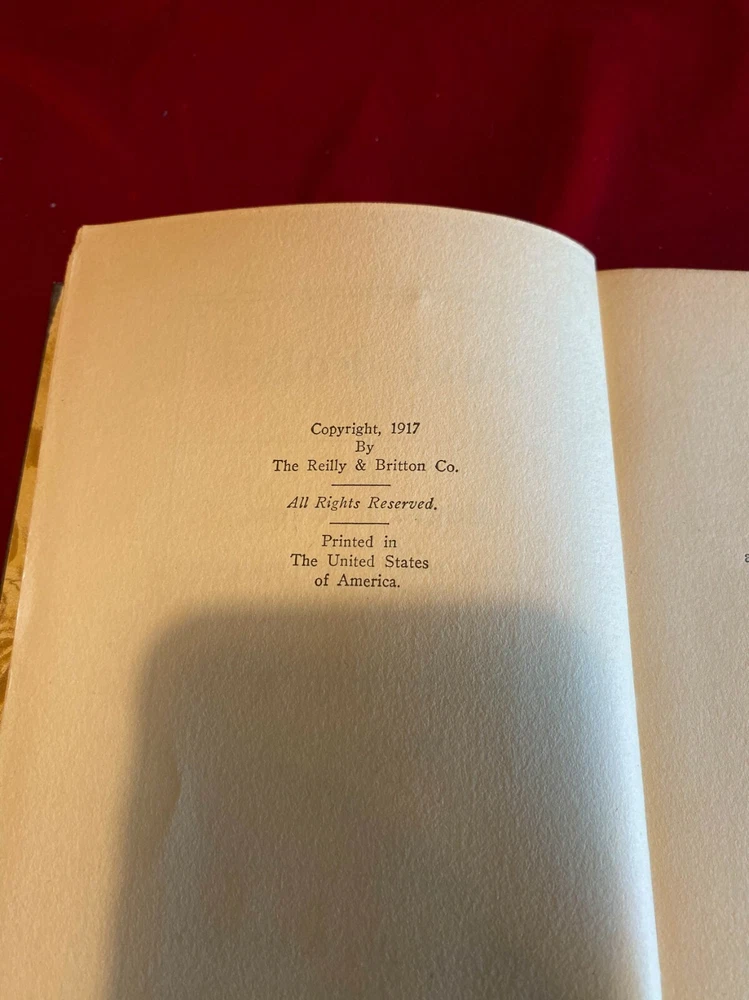 Copyright, 1917
By
The Reilly & Britton Co.
All Rights Reserved.
Printed in
The United States
of America.